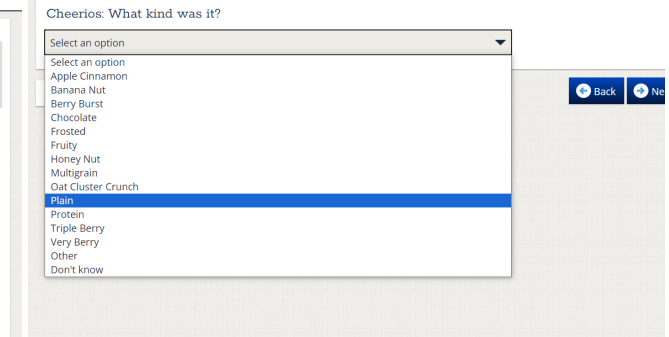 Cheerios: What kind was it?
Select an option
Select an option
Apple Cinnamon
Banana Nut
Berry Burst
Back
Chocolate
Frosted
Fruity
Honey Nut
Multigrain
Oat Cluster Crunch
Plain
Protein
Triple Berry
Very Berry
Other
Don't know